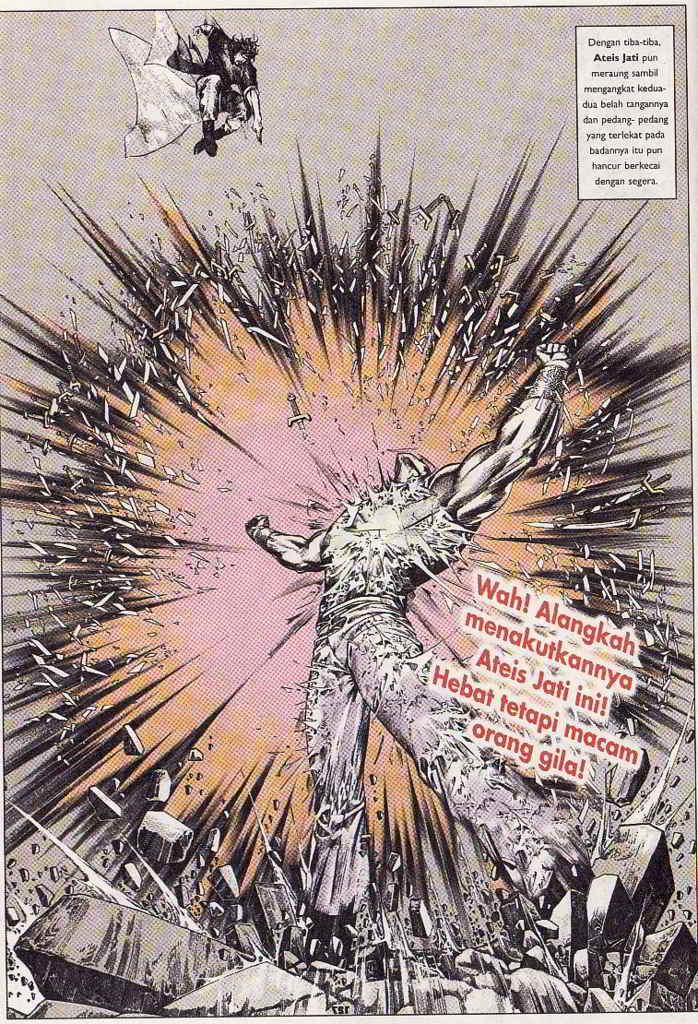 Dengan tiba-tiba,
Ateis Jati pun
meraung sambil
mengangkat kedua-
dua belah tangannya
dan pedang- pedang
yang terlekat pada
badannya itu pun
hancur berkecai
dengan segera.
Wah! Alangkah
menakutkannya
Ateis Jati ini!
Hebat tetapi macam
orang gila!